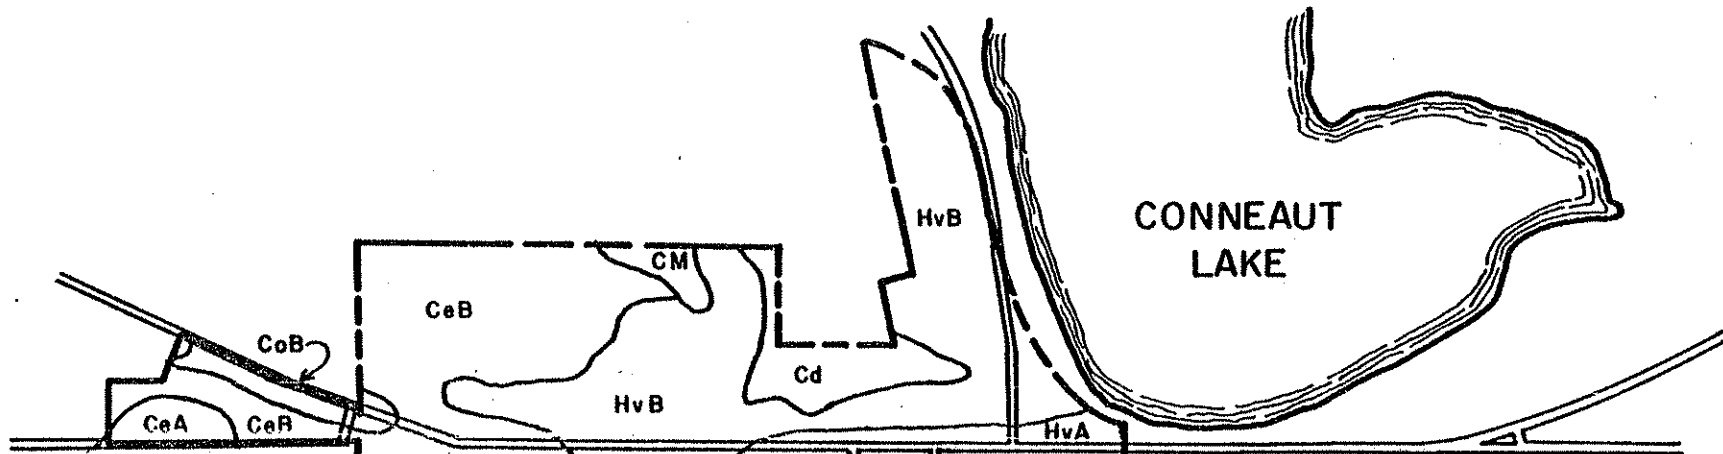 HvB
CONNEAUT
LAKE
CM
CeB
CoB
Cd
HvB
CeA
CeB
HvA